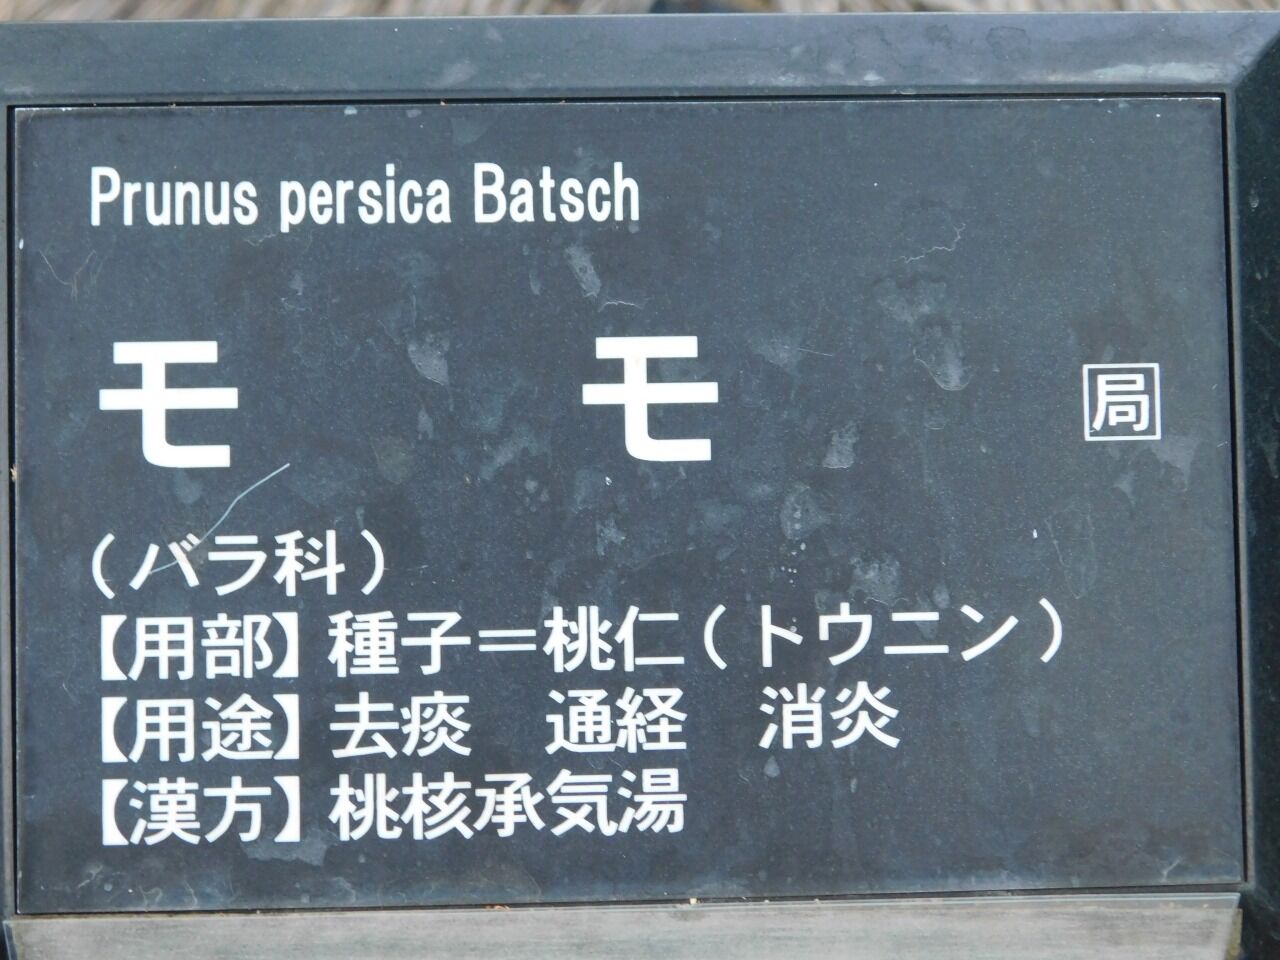 Prunus persica Batsch
モモ 局
（バラ科）
【用部】種子＝桃仁（トウニン）
【用途】去痰　通経　消炎
【漢方】桃核承気湯